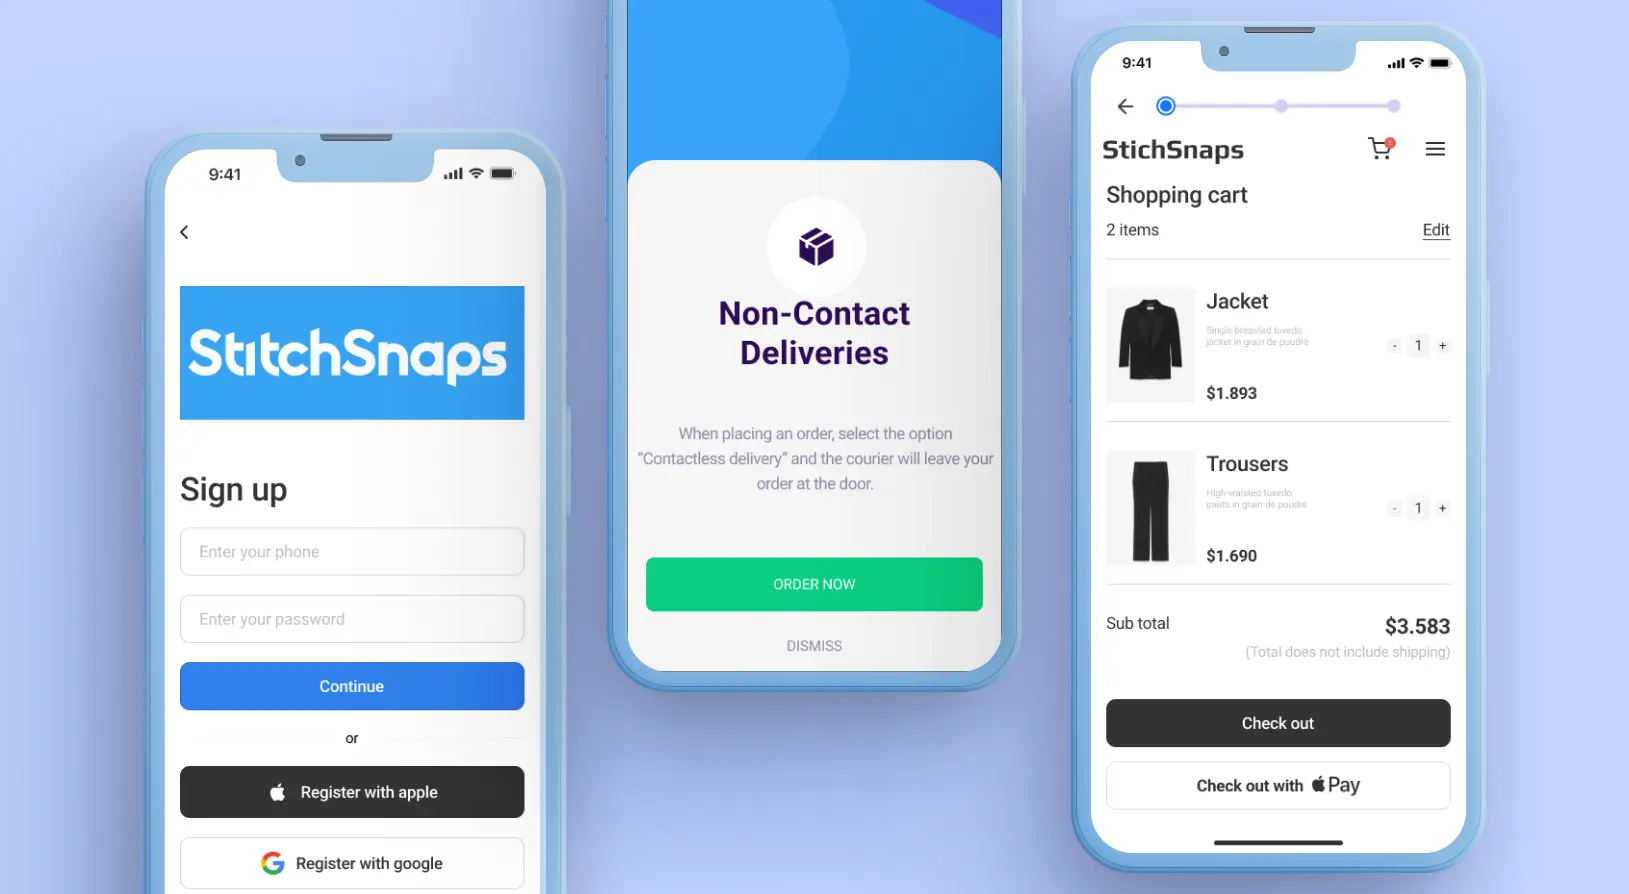 9:41
StitchSnaps
Sign up
Enter your phone
Enter your password
Continue
or
Register with apple
Register with google
Non-Contact
Deliveries
When placing an order, select the option
“Contactless delivery” and the courier will leave your
order at the door.
ORDER NOW
DISMISS
9:41
StichSnaps
Shopping cart
2 items
Edit
Jacket
Single-breasted tuxedo
jacket in grain de poudre
- 1 +
$1.893
Trousers
High-waisted tuxedo
pants in grain de poudre
- 1 +
$1.690
Sub total
$3.583
(Total does not include shipping)
Check out
Check out with Pay